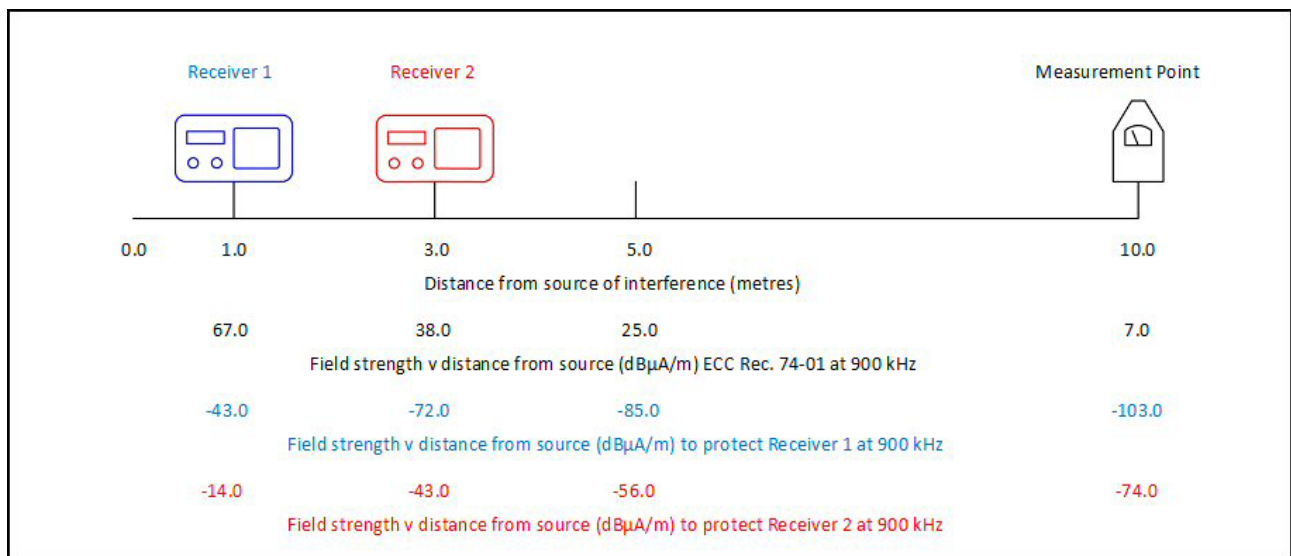 Receiver 1 Receiver 2 Measurement Point
0.0 1.0 3.0 5.0 10.0
Distance from source of interference (metres)
67.0 38.0 25.0 7.0
Field strength v distance from source (dBµA/m) ECC Rec. 74-01 at 900 kHz
-43.0 -72.0 -85.0 -103.0
Field strength v distance from source (dBµA/m) to protect Receiver 1 at 900 kHz
-14.0 -43.0 -56.0 -74.0
Field strength v distance from source (dBµA/m) to protect Receiver 2 at 900 kHz